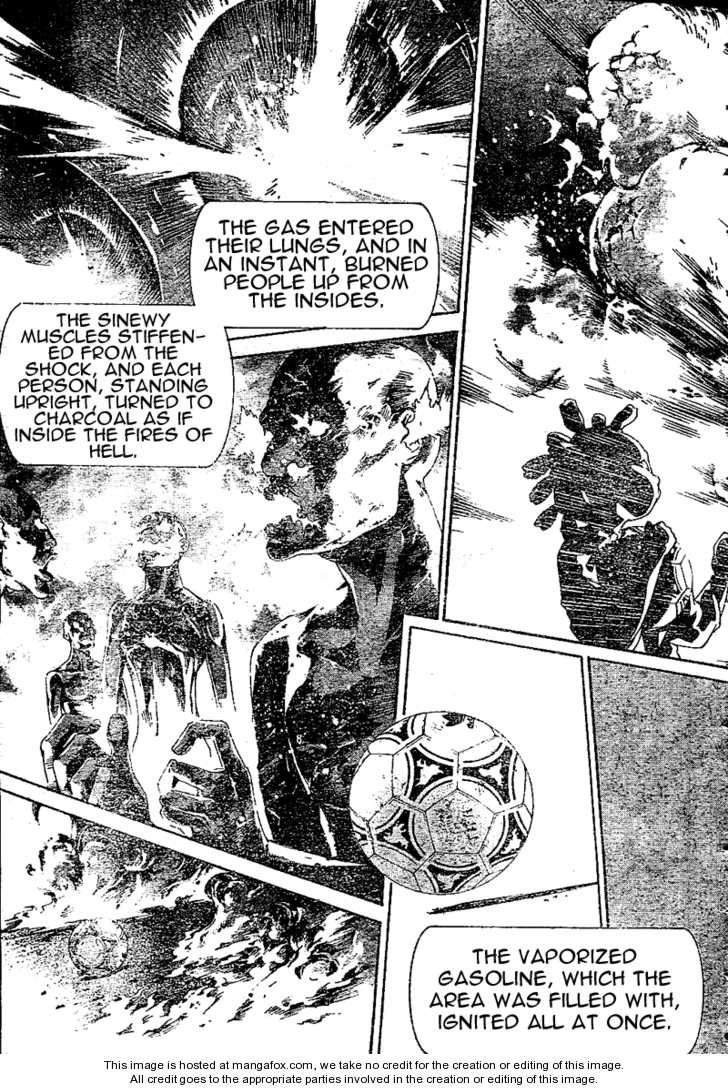 THE GAS ENTERED
THEIR LUNGS, AND IN
AN INSTANT, BURNED
PEOPLE UP FROM
THE INSIDES.
THE SINEWY
MUSCLES STIFFEN-
ED FROM THE
SHOCK, AND EACH
PERSON, STANDING
UPRIGHT, TURNED TO
CHARCOAL AS IF
INSIDE THE FIRES OF
HELL.
THE VAPORIZED
GASOLINE, WHICH THE
AREA WAS FILLED WITH,
IGNITED ALL AT ONCE.
This image is hosted at mangafox.com, we take no credit for the creation or editing of this image.
All credit goes to the appropriate parties involved in the creation or editing of this image.